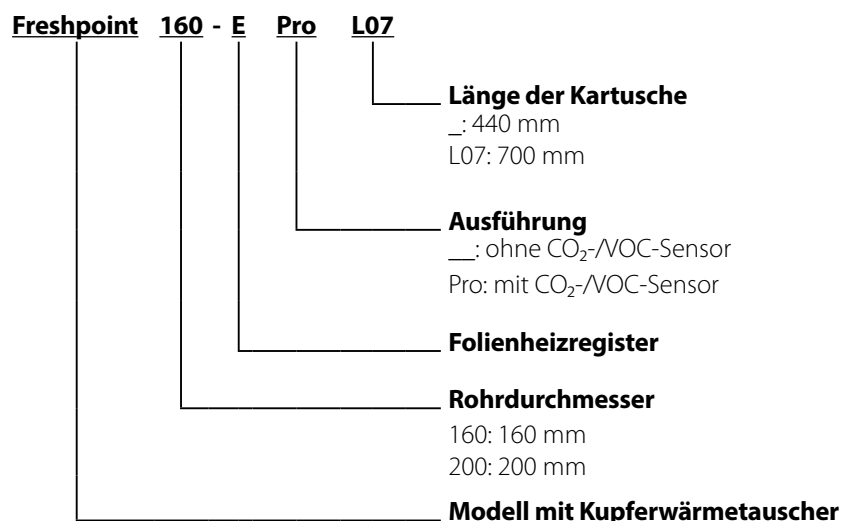 Freshpoint 160 - E Pro L07
Länge der Kartusche
_: 440 mm
L07: 700 mm
Ausführung
__: ohne CO₂-/VOC-Sensor
Pro: mit CO₂-/VOC-Sensor
Folienheizregister
Rohrdurchmesser
160: 160 mm
200: 200 mm
Modell mit Kupferwärmetauscher